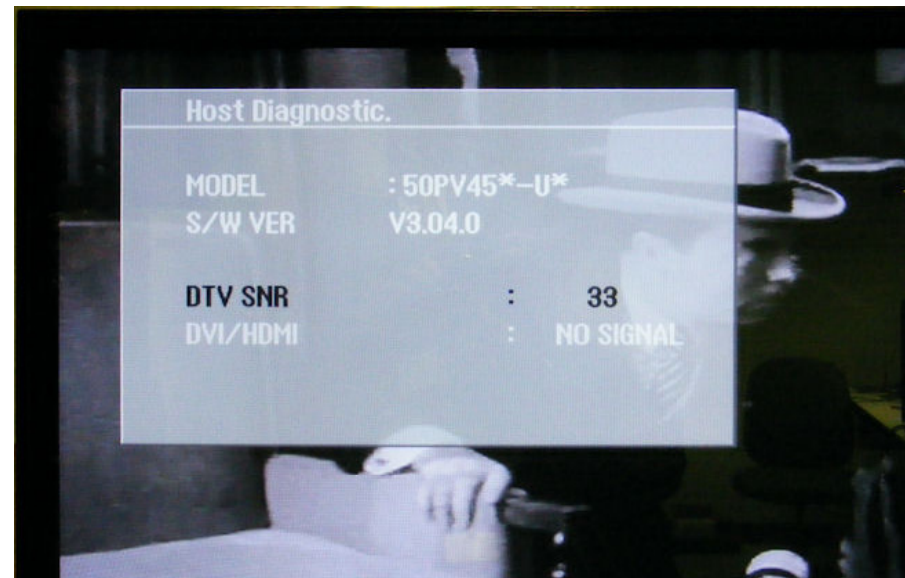 Host Diagnostic.
MODEL : 50PV45*-U*
S/W VER V3.04.0
DTV SNR : 33
DVI/HDMI : NO SIGNAL